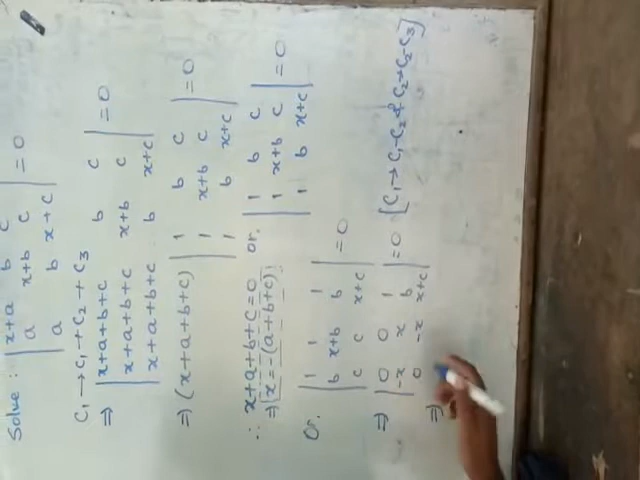 Solve : | x+a b c |
| a x+b c | = 0
| a b x+c |
C₁ → C₁ + C₂ + C₃
⇒ | x+a+b+c b c |
| x+a+b+c x+b c | = 0
| x+a+b+c b x+c |
⇒ (x+a+b+c) | 1 b c |
| 1 x+b c | = 0
| 1 b x+c |
∴ x+a+b+c = 0 or. | 1 b c |
⇒ x = -(a+b+c) | 1 x+b c | = 0
| 1 b x+c |
Or. | 1 1 1 |
| b x+b b | = 0
| c c x+c |
⇒ | 0 0 1 |
| -x x b | = 0 [C₁ → C₁-C₂ & C₂ → C₂-C₃]
| 0 -x x+c |
⇒